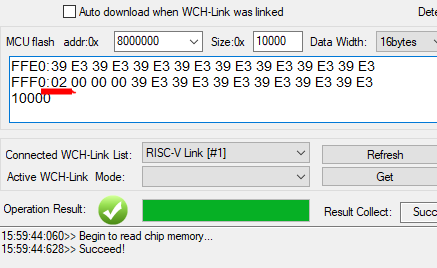 Auto download when WCH-Link was linked
Dete
MCU flash addr:0x 8000000 Size:0x 10000 Data Width: 16bytes
FFE0:39 E3 39 E3 39 E3 39 E3 39 E3 39 E3 39 E3 39 E3
FFF0:02 00 00 00 39 E3 39 E3 39 E3 39 E3 39 E3 39 E3
10000
Connected WCH-Link List: RISC-V Link [#1] Refresh
Active WCH-Link Mode: Get
Operation Result: Result Collect: Succ
15:59:44:060>> Begin to read chip memory...
15:59:44:628>> Succeed!